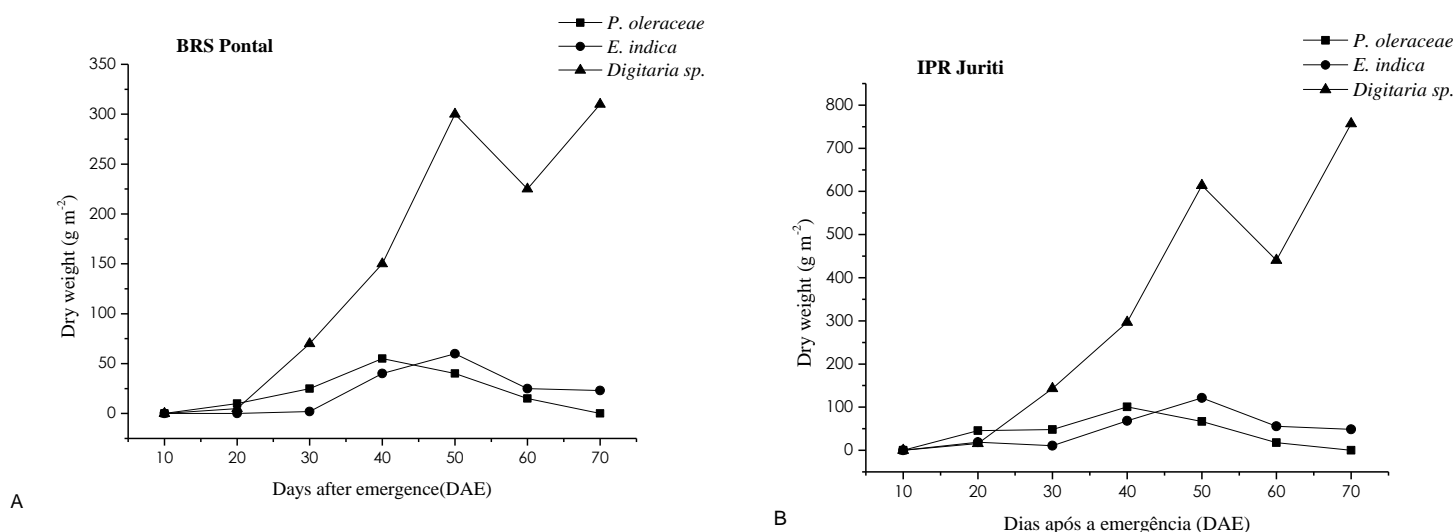 BRS Pontal
P. oleraceae
E. indica
Digitaria sp.
350
300
250
200
150
100
50
0
Dry weight (g m-2)
10 20 30 40 50 60 70
Days after emergence(DAE)
A
IPR Juriti
P. oleraceae
E. indica
Digitaria sp.
800
700
600
500
400
300
200
100
0
Dry weight (g m-2)
10 20 30 40 50 60 70
Dias após a emergência (DAE)
B